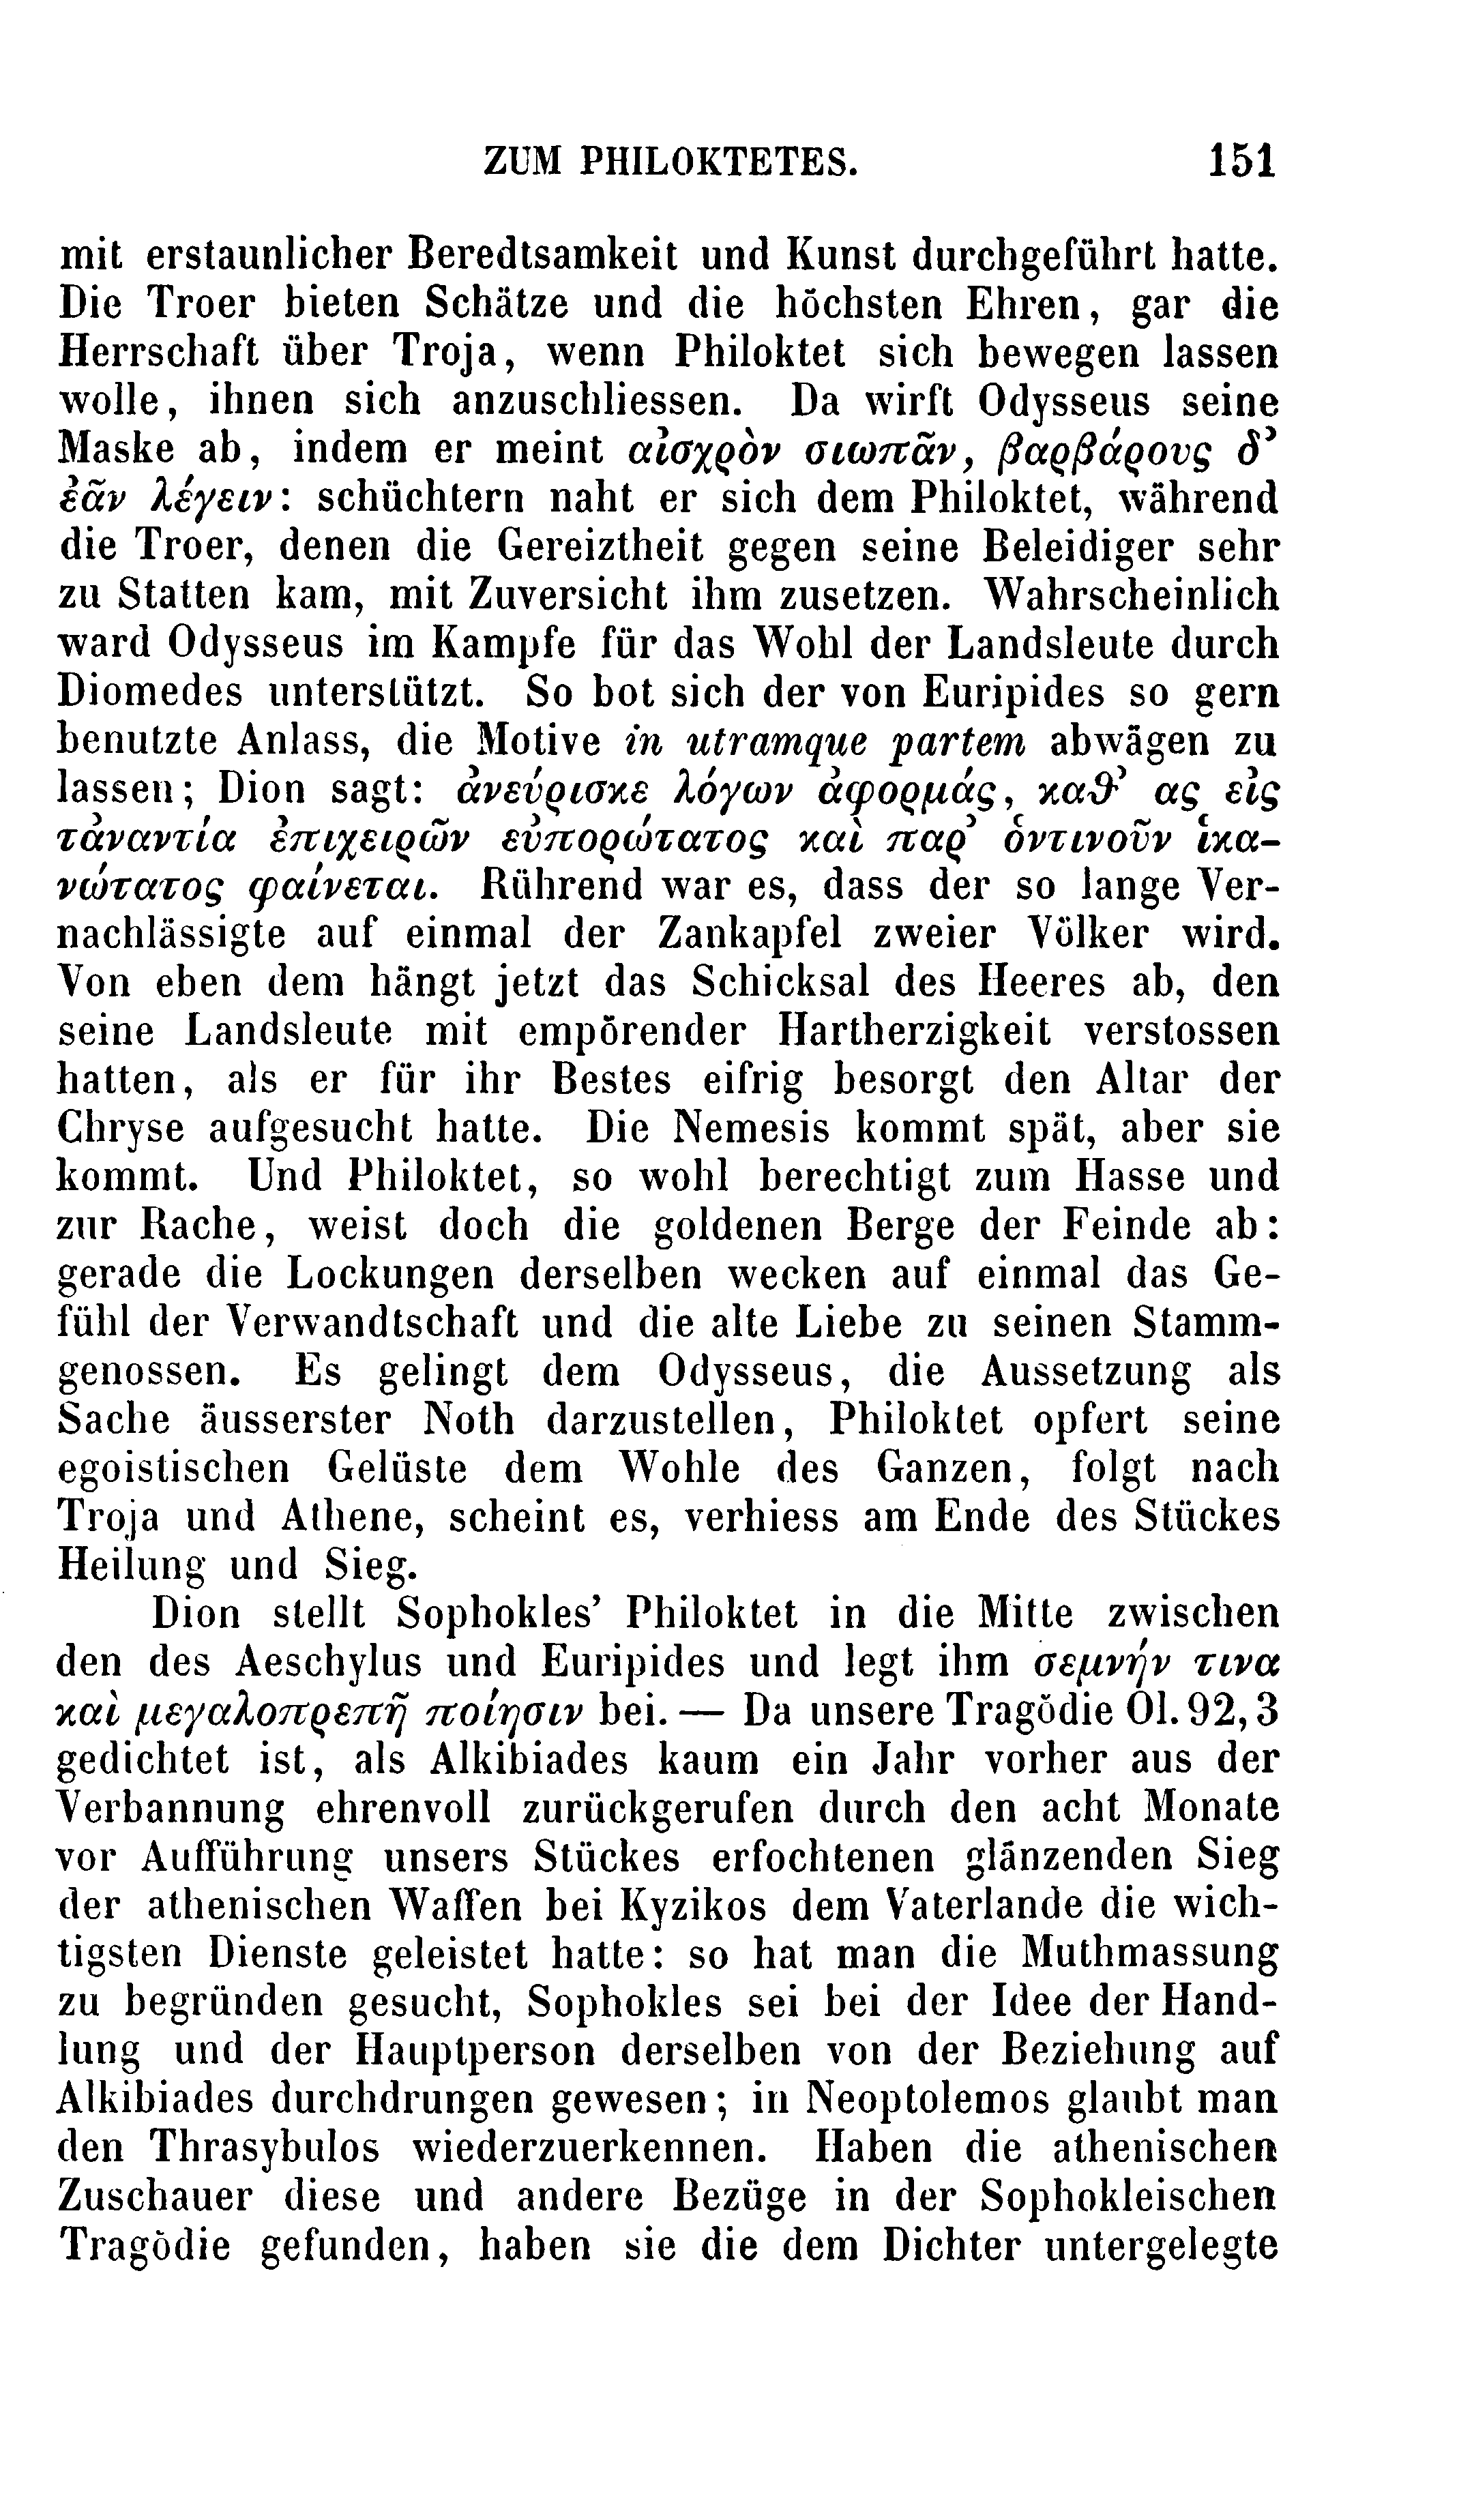 ZUM PHILOKTETES. 151
mit erstaunlicher Beredtsamkeit und Kunst durchgeführt hatte.
Die Troer bieten Schätze und die höchsten Ehren, gar die
Herrschaft über Troja, wenn Philoktet sich bewegen lassen
wolle, ihnen sich anzuschliessen. Da wirft Odysseus seine
Maske ab, indem er meint αἰσχρὸν σιωπᾶν, βαρβάρους δ’
ἐᾶν λέγειν: schüchtern naht er sich dem Philoktet, während
die Troer, denen die Gereiztheit gegen seine Beleidiger sehr
zu Statten kam, mit Zuversicht ihm zusetzen. Wahrscheinlich
ward Odysseus im Kampfe für das Wohl der Landsleute durch
Diomedes unterstützt. So bot sich der von Euripides so gern
benutzte Anlass, die Motive in utramque partem abwägen zu
lassen; Dion sagt: ἀνεύρισκε λόγων ἀφορμάς, καθ’ ας εἰς
τἀναντία ἐπιχειρῶν εὐπορώτατος καὶ παρ’ ὁντινοῦν ἱκα-
νώτατος φαίνεται. Rührend war es, dass der so lange Ver-
nachlässigte auf einmal der Zankapfel zweier Völker wird.
Von eben dem hängt jetzt das Schicksal des Heeres ab, den
seine Landsleute mit empörender Hartherzigkeit verstossen
hatten, als er für ihr Bestes eifrig besorgt den Altar der
Chryse aufgesucht hatte. Die Nemesis kommt spät, aber sie
kommt. Und Philoktet, so wohl berechtigt zum Hasse und
zur Rache, weist doch die goldenen Berge der Feinde ab:
gerade die Lockungen derselben wecken auf einmal das Ge-
fühl der Verwandtschaft und die alte Liebe zu seinen Stamm-
genossen. Es gelingt dem Odysseus, die Aussetzung als
Sache äusserster Noth darzustellen, Philoktet opfert seine
egoistischen Gelüste dem Wohle des Ganzen, folgt nach
Troja und Athene, scheint es, verhiess am Ende des Stückes
Heilung und Sieg.
Dion stellt Sophokles’ Philoktet in die Mitte zwischen
den des Aeschylus und Euripides und legt ihm σεμνήν τινα
καὶ μεγαλοπρεπῆ ποίησιν bei. — Da unsere Tragödie Ol. 92, 3
gedichtet ist, als Alkibiades kaum ein Jahr vorher aus der
Verbannung ehrenvoll zurückgerufen durch den acht Monate
vor Aufführung unsers Stückes erfochtenen glänzenden Sieg
der athenischen Waffen bei Kyzikos dem Vaterlande die wich-
tigsten Dienste geleistet hatte: so hat man die Muthmassung
zu begründen gesucht, Sophokles sei bei der Idee der Hand-
lung und der Hauptperson derselben von der Beziehung auf
Alkibiades durchdrungen gewesen; in Neoptolemos glaubt man
den Thrasybulos wiederzuerkennen. Haben die athenischen
Zuschauer diese und andere Bezüge in der Sophokleischen
Tragödie gefunden, haben sie die dem Dichter untergelegte